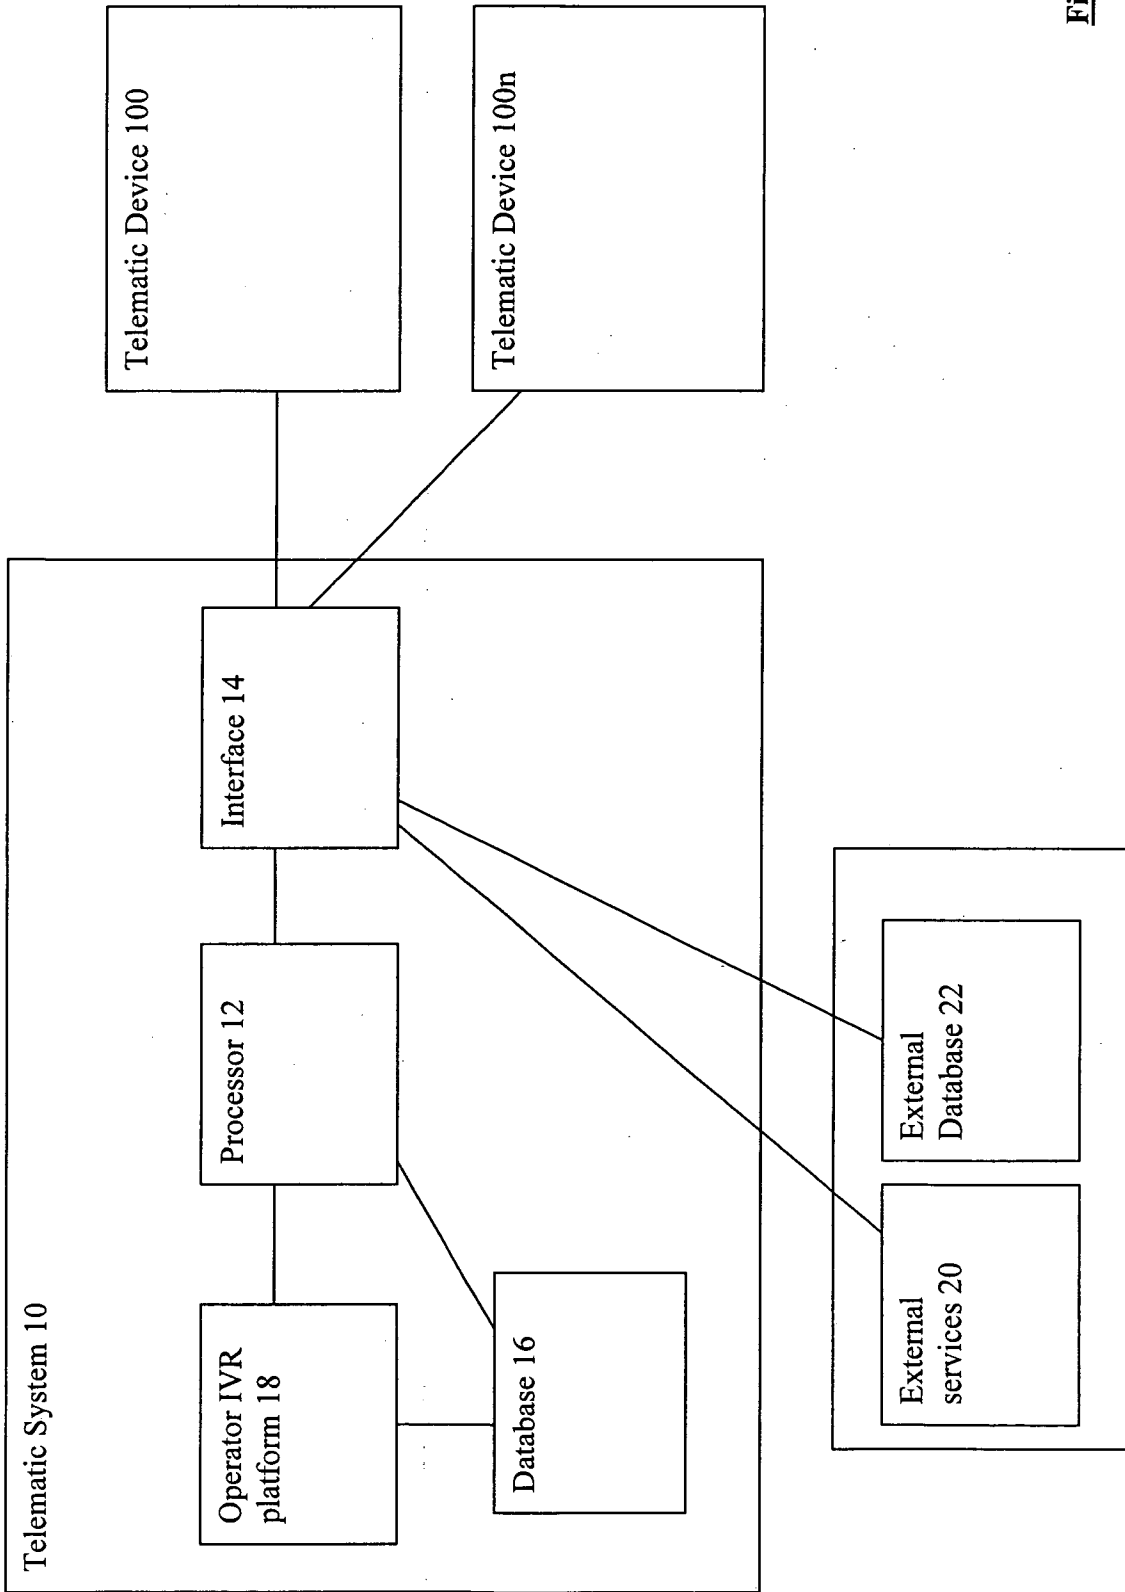 Telematic System 10
Operator IVR
platform 18
Processor 12
Interface 14
Database 16
Telematic Device 100
Telematic Device 100n
External
services 20
External
Database 22
Fi